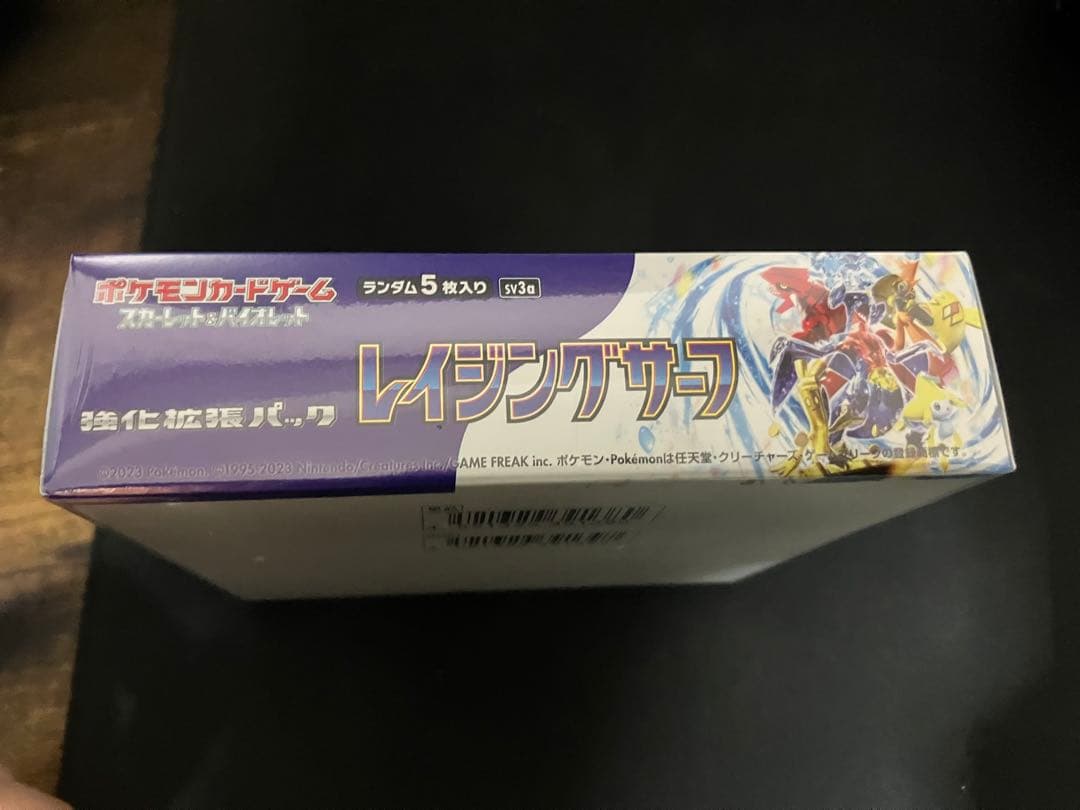 ポケモンカードゲーム
スカーレット&バイオレット
ランダム5枚入り SV3a
強化拡張パック
レイジングサーフ
©2023 Pokémon. ©1995-2023 Nintendo/Creatures Inc./GAME FREAK inc. ポケモン・Pokémonは任天堂・クリーチャーズ・ゲームフリークの登録商標です。